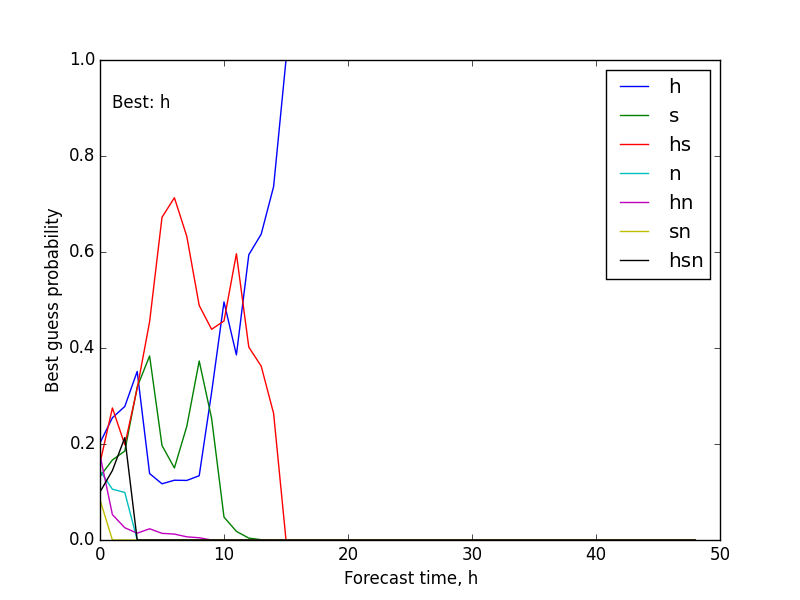 1.0
0.8
0.6
0.4
0.2
0.0
Best guess probability
Best: h
h
s
hs
n
hn
sn
hsn
0 10 20 30 40 50
Forecast time, h